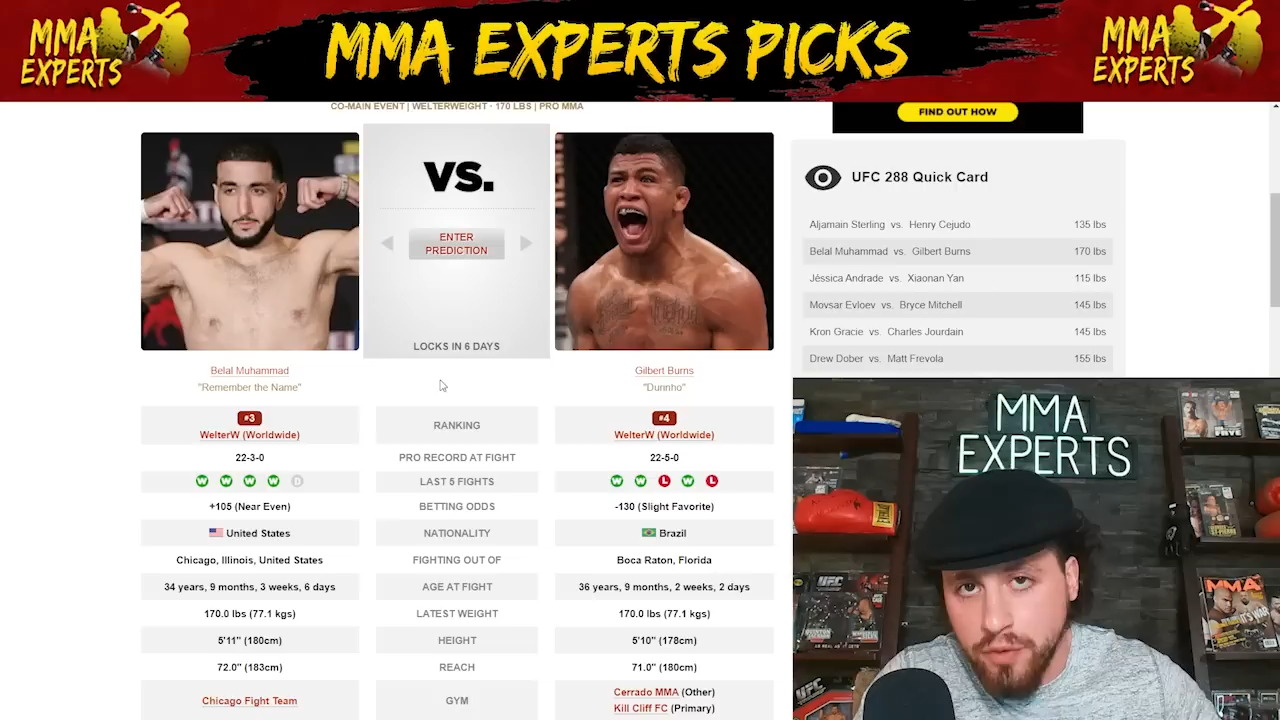 MMA
EXPERTS
MMA EXPERTS PICKS
MMA
EXPERTS
CO-MAIN EVENT | WELTERWEIGHT · 170 LBS | PRO MMA
FIND OUT HOW
VS.
ENTER
PREDICTION
LOCKS IN 6 DAYS
UFC 288 Quick Card
Aljamain Sterling vs. Henry Cejudo 135 lbs
Belal Muhammad vs. Gilbert Burns 170 lbs
Jéssica Andrade vs. Xiaonan Yan 115 lbs
Movsar Evloev vs. Bryce Mitchell 145 lbs
Kron Gracie vs. Charles Jourdain 145 lbs
Drew Dober vs. Matt Frevola 155 lbs
Belal Muhammad Gilbert Burns
"Remember the Name" "Durinho"
#3 #4
WelterW (Worldwide) RANKING WelterW (Worldwide)
22-3-0 PRO RECORD AT FIGHT 22-5-0
W W W W D LAST 5 FIGHTS W W L W L
+105 (Near Even) BETTING ODDS -130 (Slight Favorite)
United States NATIONALITY Brazil
Chicago, Illinois, United States FIGHTING OUT OF Boca Raton, Florida
34 years, 9 months, 3 weeks, 6 days AGE AT FIGHT 36 years, 9 months, 2 weeks, 2 days
170.0 lbs (77.1 kgs) LATEST WEIGHT 170.0 lbs (77.1 kgs)
5'11" (180cm) HEIGHT 5'10" (178cm)
72.0" (183cm) REACH 71.0" (180cm)
Chicago Fight Team GYM Cerrado MMA (Other)
Kill Cliff FC (Primary)
MMA
EXPERTS
FRYE
UFC
UFC
MMA